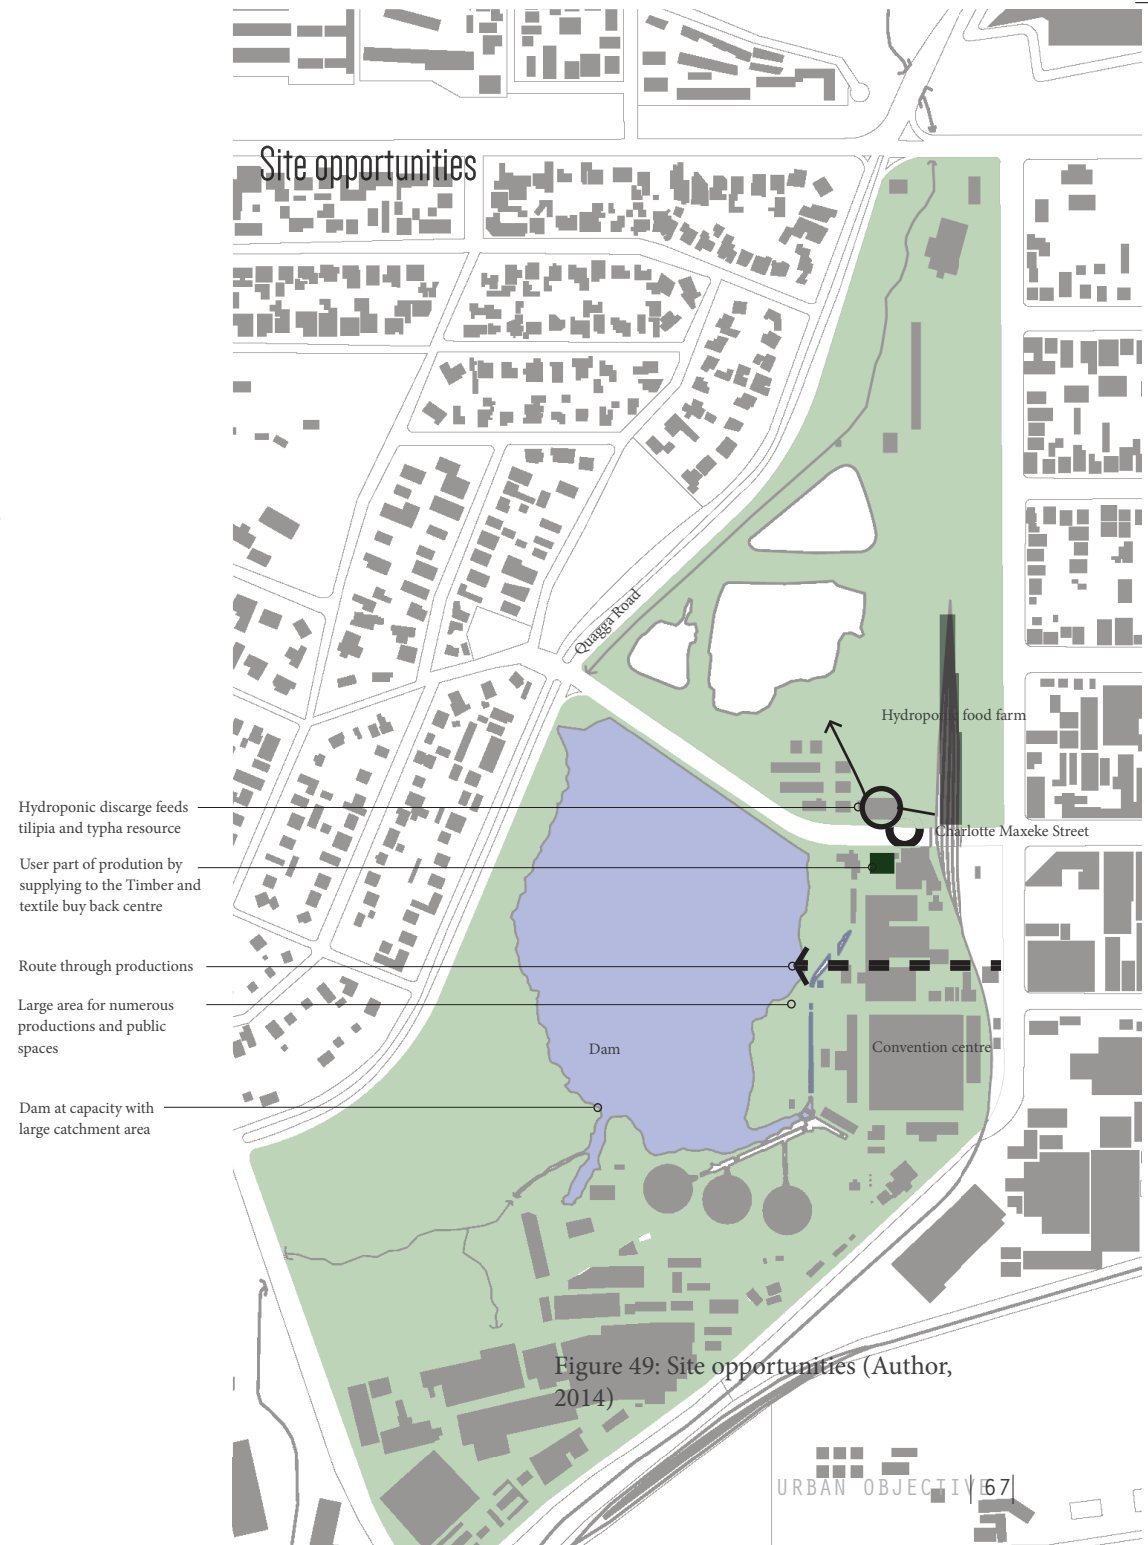 Site opportunities
Quagga Road
Hydroponic food farm
Hydroponic discarge feeds
tilipia and typha resource
Charlotte Maxeke Street
User part of prodution by
supplying to the Timber and
textile buy back centre
Route through productions
Large area for numerous
productions and public
spaces
Dam
Convention centre
Dam at capacity with
large catchment area
Figure 49: Site opportunities (Author,
2014)
URBAN OBJECTIVE 67